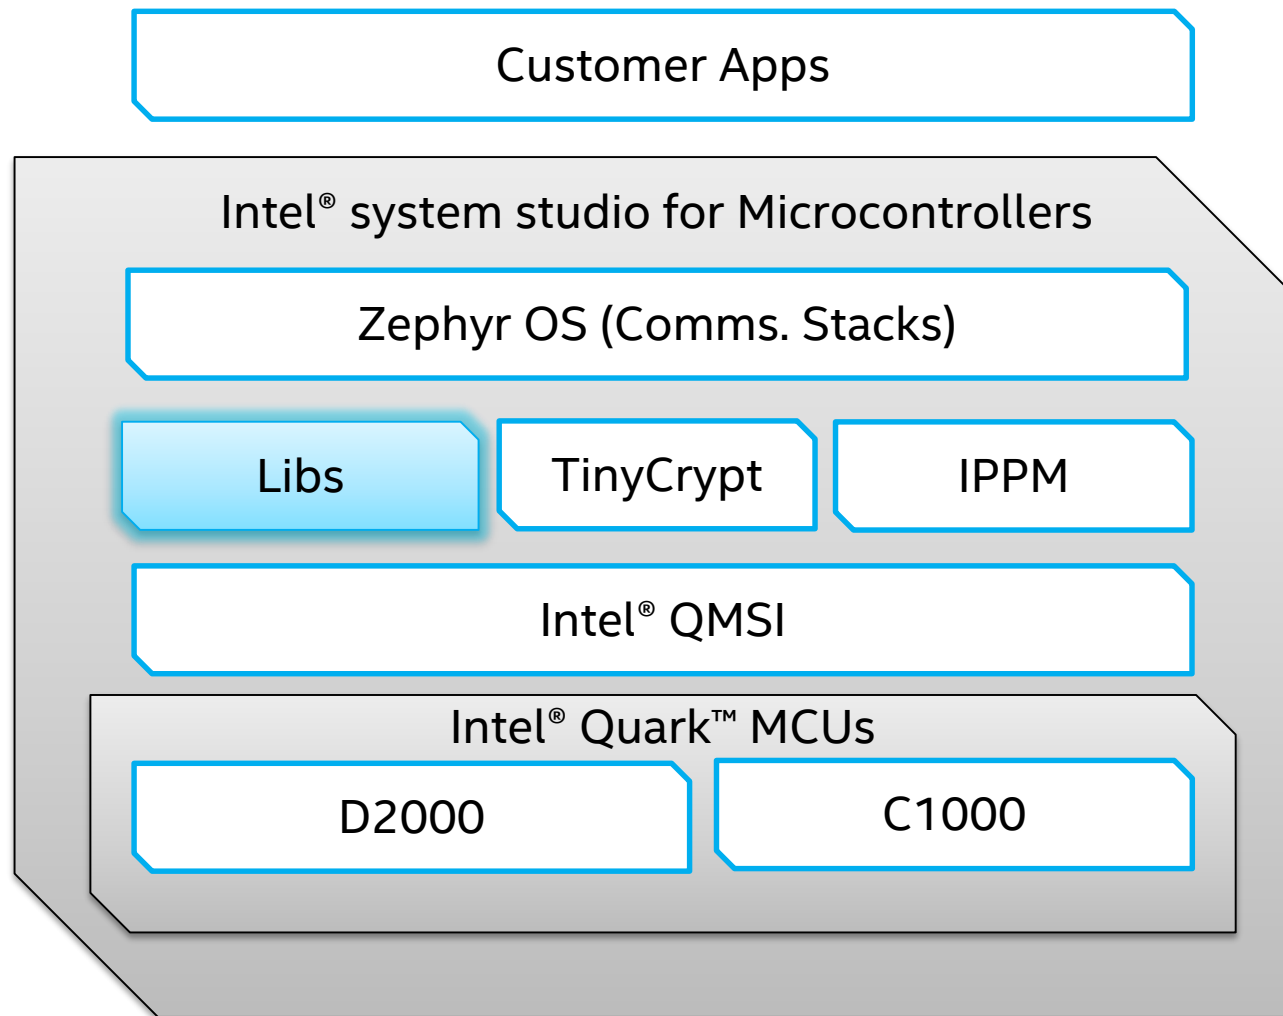 Customer Apps
Intel® system studio for Microcontrollers
Zephyr OS (Comms. Stacks)
Libs
TinyCrypt
IPPM
Intel® QMSI
Intel® Quark™ MCUs
D2000
C1000